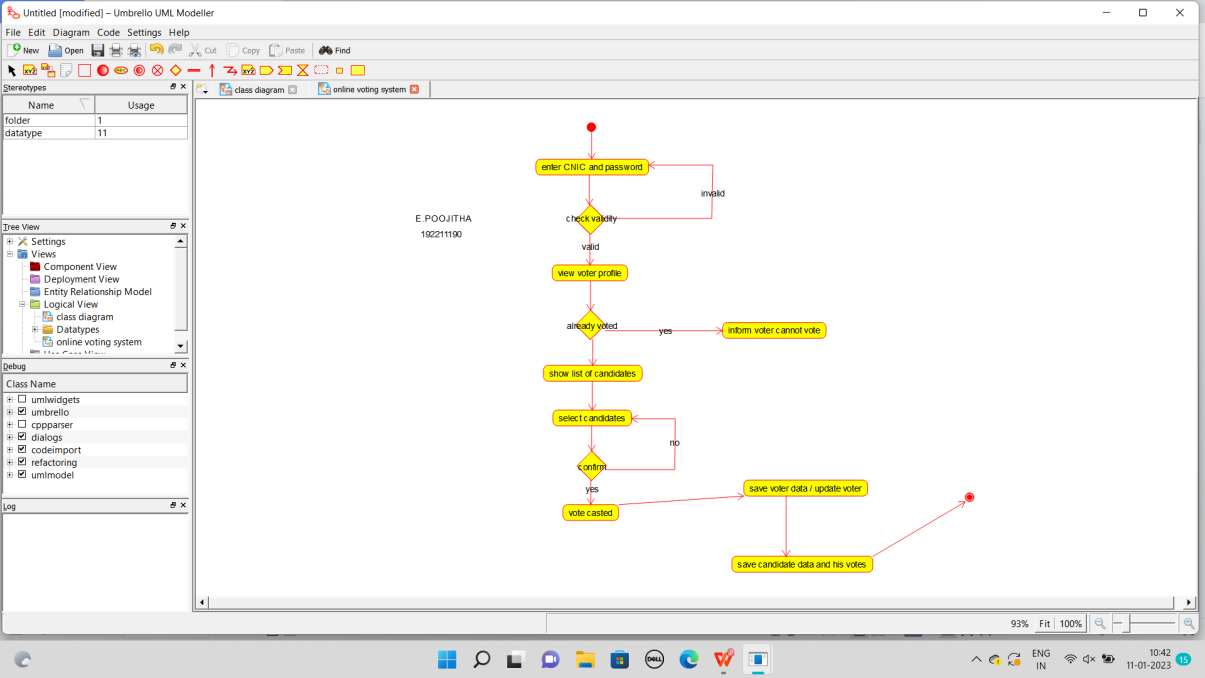 Untitled [modified] – Umbrello UML Modeller
File Edit Diagram Code Settings Help
New Open Cut Copy Paste Find
Stereotypes
class diagram online voting system
Name Usage
folder 1
datatype 11
Tree View
Settings
Views
Component View
Deployment View
Entity Relationship Model
Logical View
class diagram
Datatypes
online voting system
Debug
Class Name
umlwidgets
umbrello
cppparser
dialogs
codeimport
refactoring
umlmodel
Log
enter CNIC and password
invalid
E.POOJITHA
192211190
check validity
valid
view voter profile
already voted
yes
inform voter cannot vote
show list of candidates
select candidates
no
confirm
yes
vote casted
save voter data / update voter
save candidate data and his votes
93% Fit 100%
DELL
ENG
IN
10:42
11-01-2023
15